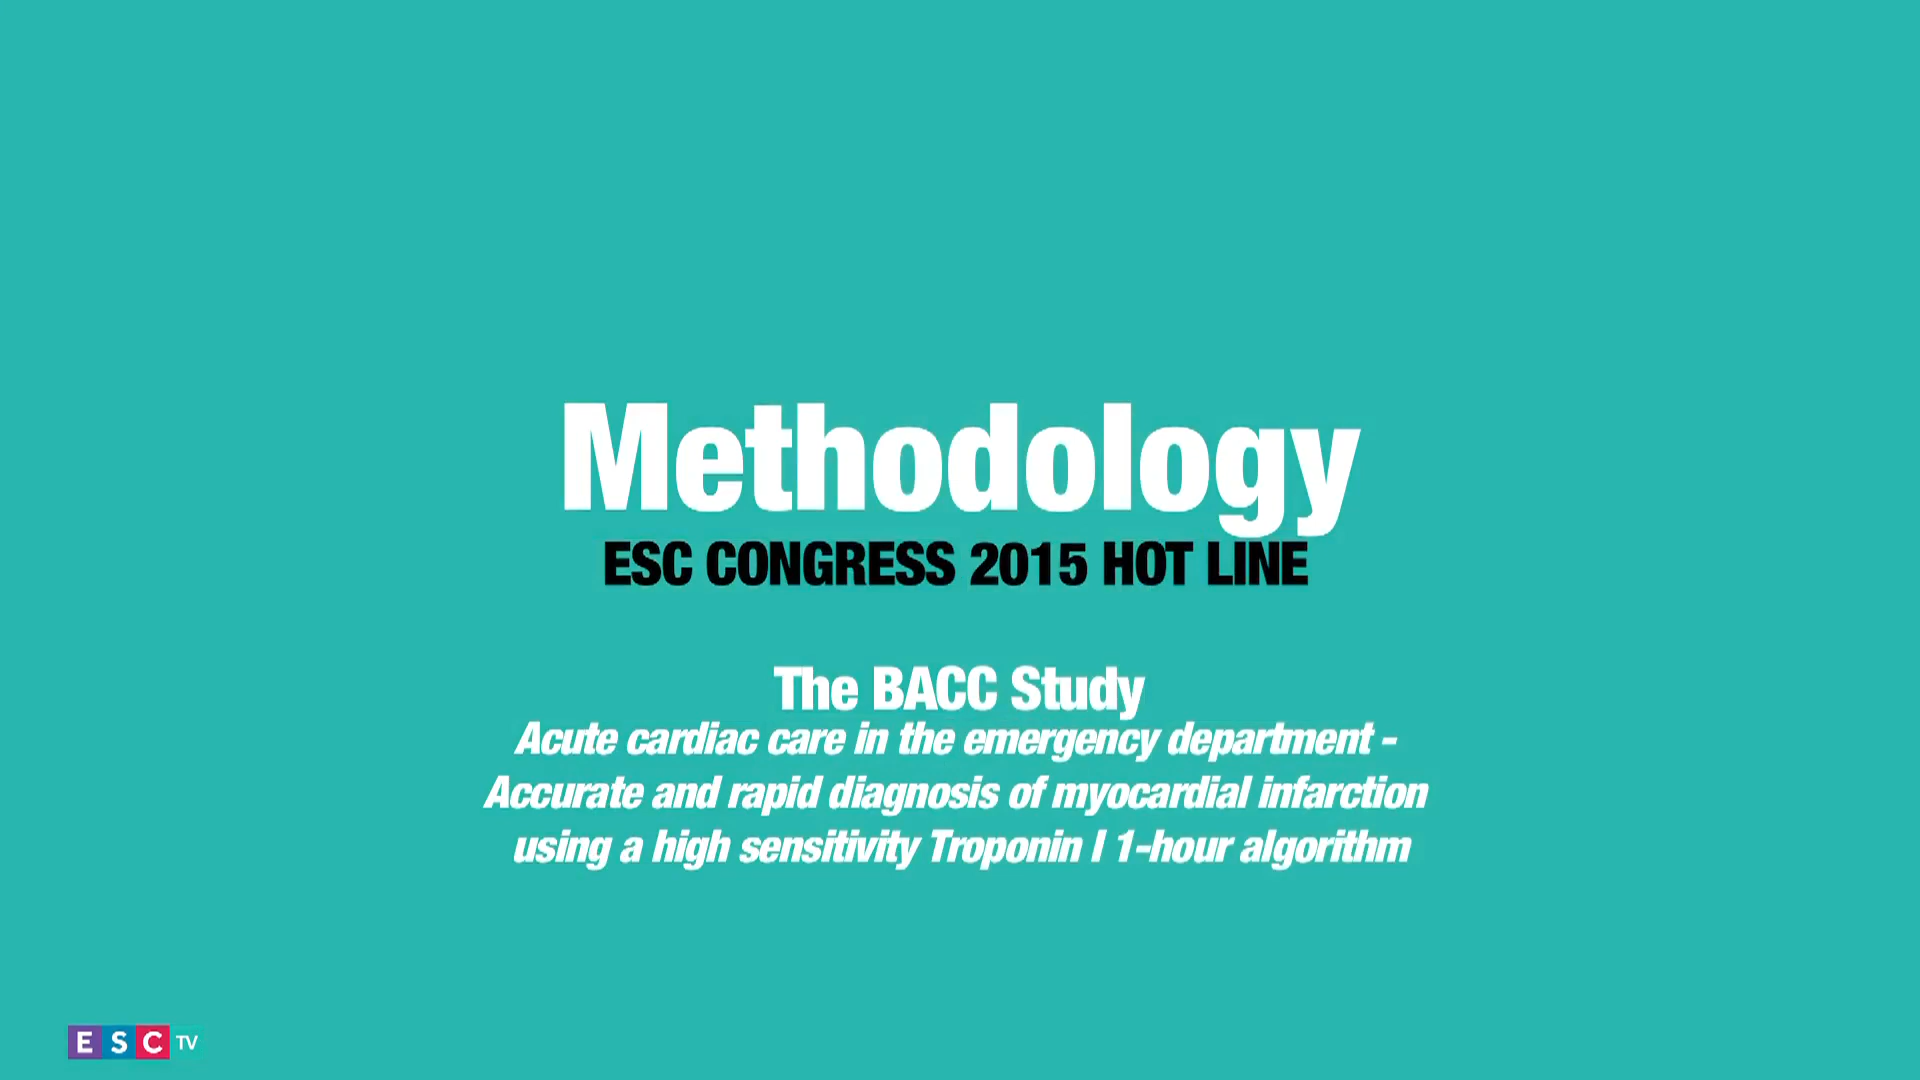 Methodology
ESC CONGRESS 2015 HOT LINE
The BACC Study
Acute cardiac care in the emergency department -
Accurate and rapid diagnosis of myocardial infarction
using a high sensitivity Troponin I 1-hour algorithm
ESC TV